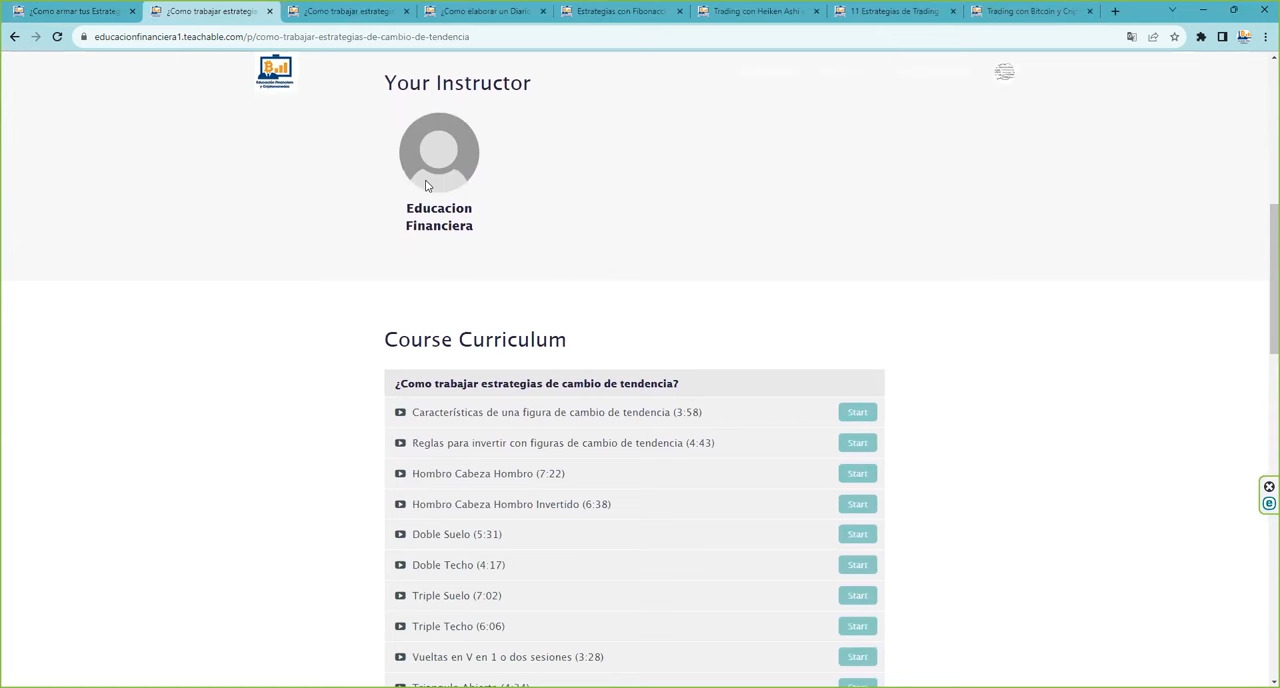 ¿Como armar tus Estrateg
¿Como trabajar estrategia
¿Como trabajar estrategi
¿Como elaborar un Diario
Estrategias con Fibonacc
Trading con Heiken Ashi
11 Estrategias de Trading
Trading con Bitcoin y Crip
educacionfinanciera1.teachable.com/p/como-trabajar-estrategias-de-cambio-de-tendencia
Educación Financiera
y Criptomonedas
Your Instructor
Educacion
Financiera
Course Curriculum
¿Como trabajar estrategias de cambio de tendencia?
Características de una figura de cambio de tendencia (3:58) Start
Reglas para invertir con figuras de cambio de tendencia (4:43) Start
Hombro Cabeza Hombro (7:22) Start
Hombro Cabeza Hombro Invertido (6:38) Start
Doble Suelo (5:31) Start
Doble Techo (4:17) Start
Triple Suelo (7:02) Start
Triple Techo (6:06) Start
Vueltas en V en 1 o dos sesiones (3:28) Start